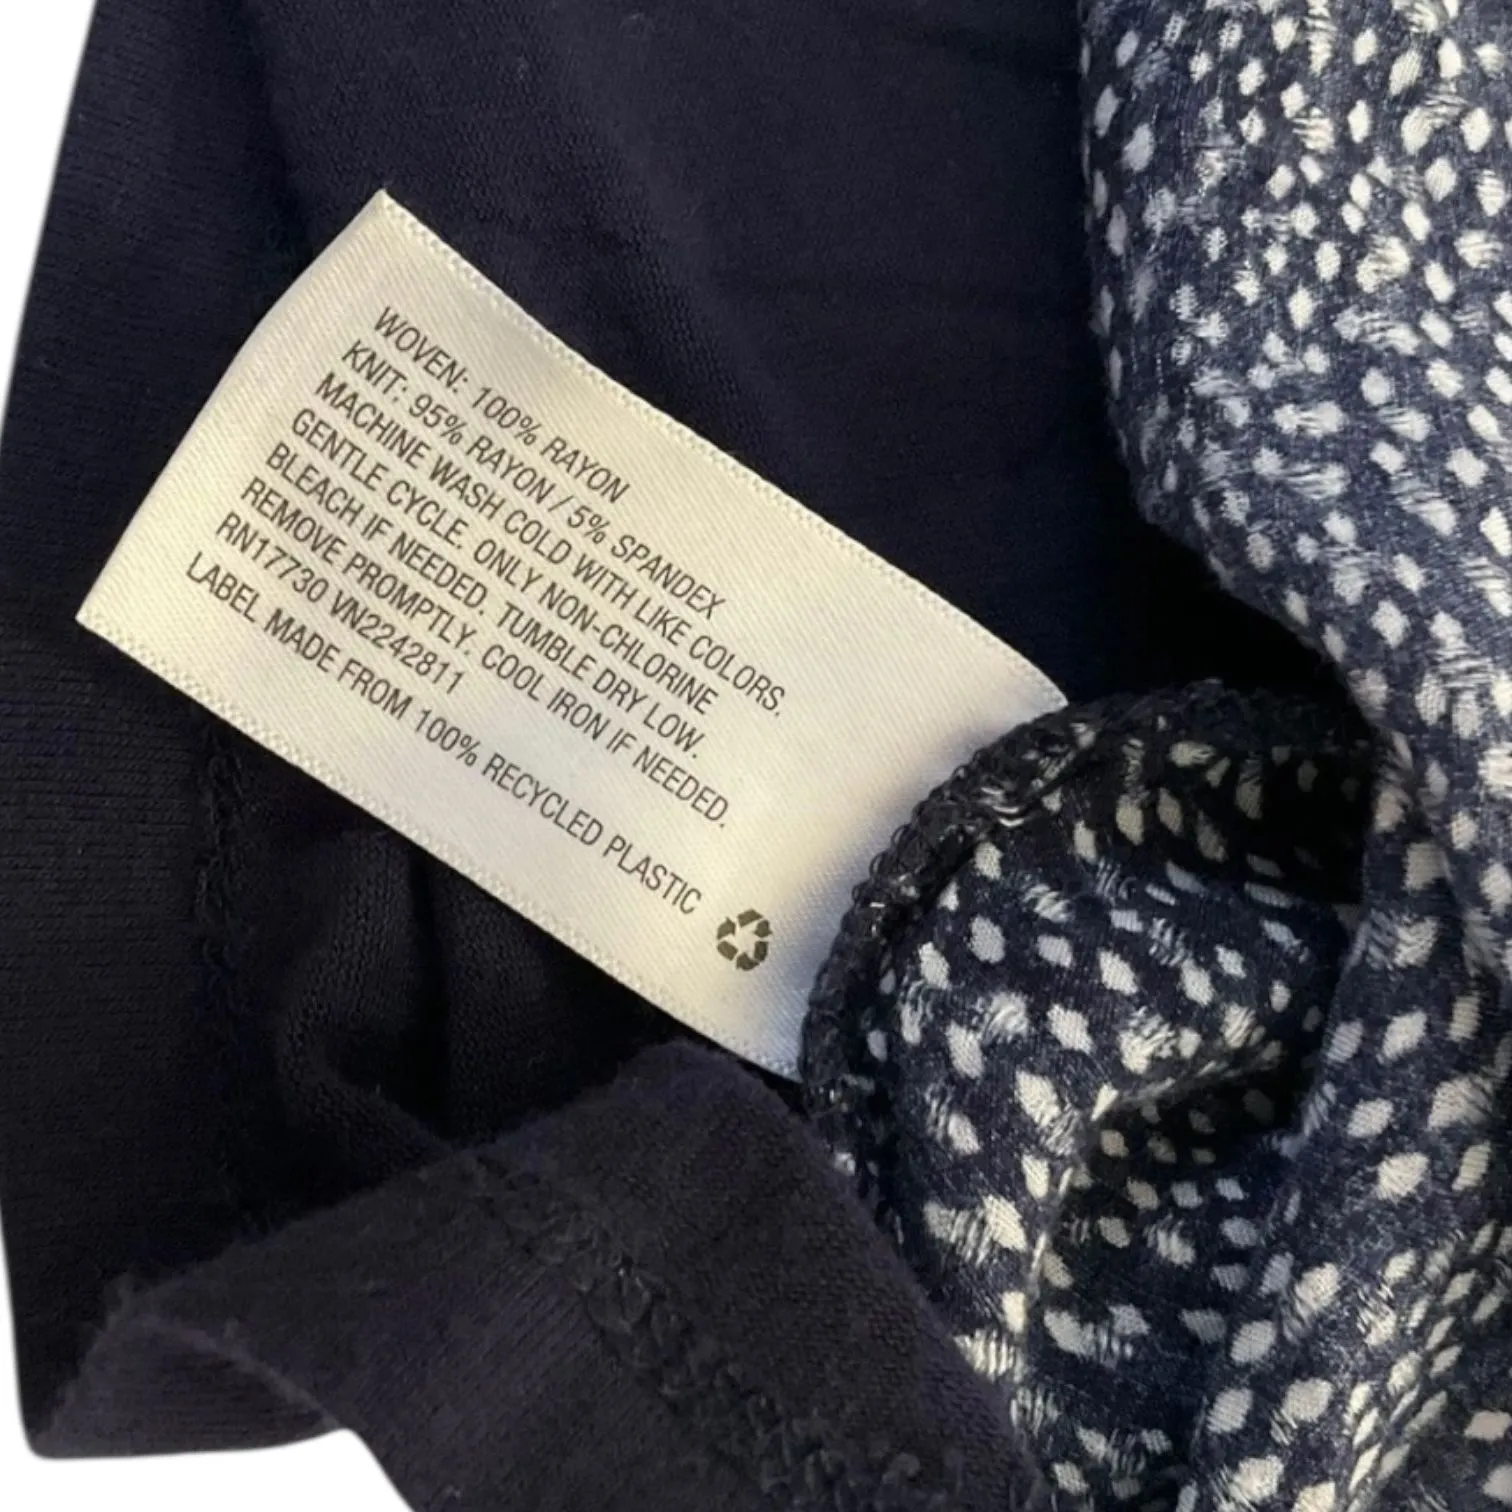 WOVEN: 100% RAYON
KNIT: 95% RAYON / 5% SPANDEX
MACHINE WASH COLD WITH LIKE COLORS.
GENTLE CYCLE. ONLY NON-CHLORINE
BLEACH IF NEEDED. TUMBLE DRY LOW.
REMOVE PROMPTLY. COOL IRON IF NEEDED.
RN17730 VN2242811
LABEL MADE FROM 100% RECYCLED PLASTIC